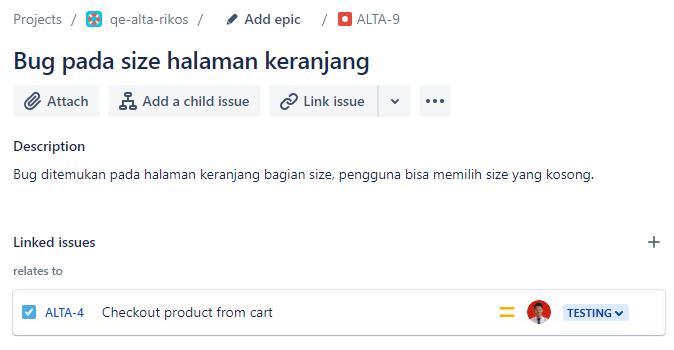 Projects / qe-alta-rikos / Add epic / ALTA-9
Bug pada size halaman keranjang
Attach Add a child issue Link issue
Description
Bug ditemukan pada halaman keranjang bagian size, pengguna bisa memilih size yang kosong.
Linked issues
relates to
ALTA-4 Checkout product from cart TESTING